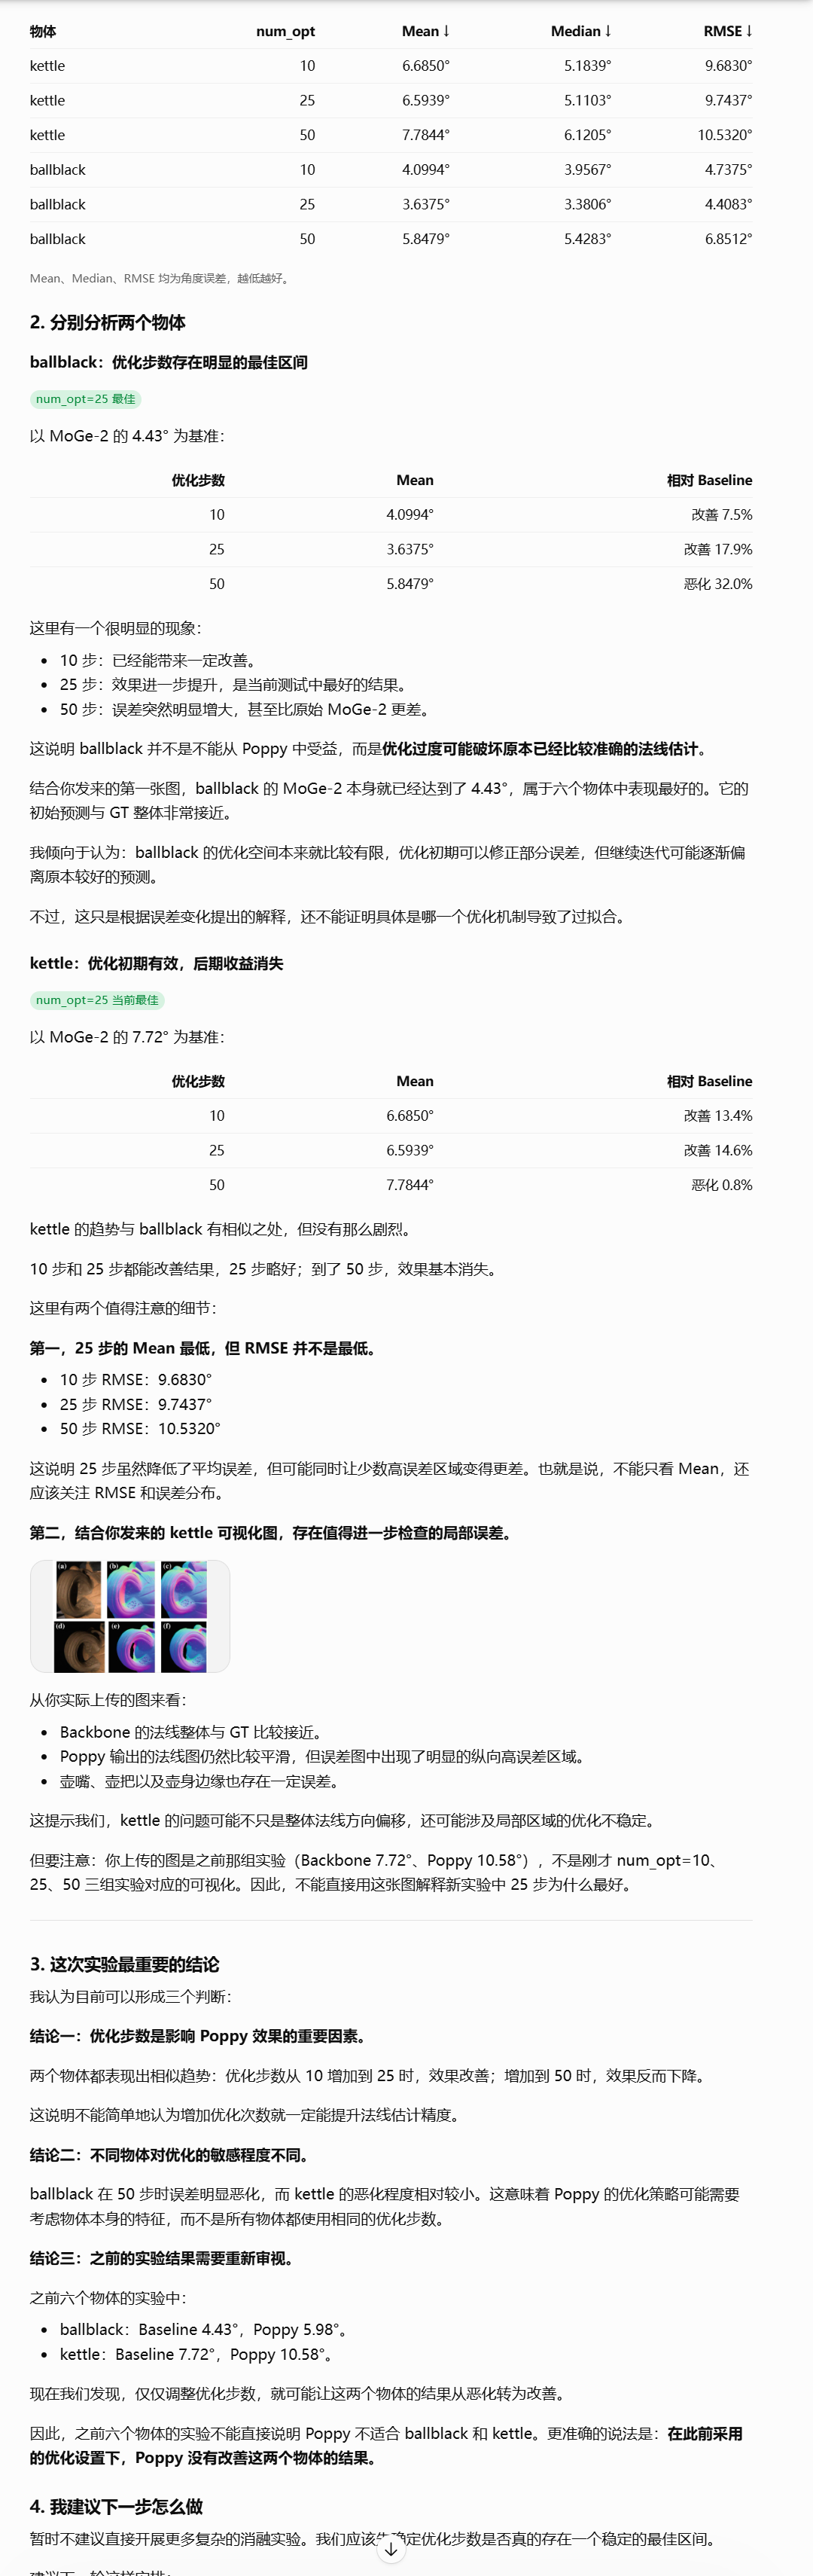 物体 num_opt Mean ↓ Median ↓ RMSE ↓
kettle 10 6.6850° 5.1839° 9.6830°
kettle 25 6.5939° 5.1103° 9.7437°
kettle 50 7.7844° 6.1205° 10.5320°
ballblack 10 4.0994° 3.9567° 4.7375°
ballblack 25 3.6375° 3.3806° 4.4083°
ballblack 50 5.8479° 5.4283° 6.8512°
Mean、Median、RMSE 均为角度误差，越低越好。
2. 分别分析两个物体
ballblack：优化步数存在明显的最佳区间
num_opt=25 最佳
以 MoGe-2 的 4.43° 为基准：
优化步数 Mean 相对 Baseline
10 4.0994° 改善 7.5%
25 3.6375° 改善 17.9%
50 5.8479° 恶化 32.0%
这里有一个很明显的现象：
• 10 步：已经能带来一定改善。
• 25 步：效果进一步提升，是当前测试中最好的结果。
• 50 步：误差突然明显增大，甚至比原始 MoGe-2 更差。
这说明 ballblack 并不是不能从 Poppy 中受益，而是优化过度可能破坏原本已经比较准确的法线估计。
结合你发来的第一张图，ballblack 的 MoGe-2 本身就已经达到了 4.43°，属于六个物体中表现最好的。它的
初始预测与 GT 整体非常接近。
我倾向于认为：ballblack 的优化空间本来就比较有限，优化初期可以修正部分误差，但继续迭代可能逐渐偏
离原本较好的预测。
不过，这只是根据误差变化提出的解释，还不能证明具体是哪一个优化机制导致了过拟合。
kettle：优化初期有效，后期收益消失
num_opt=25 当前最佳
以 MoGe-2 的 7.72° 为基准：
优化步数 Mean 相对 Baseline
10 6.6850° 改善 13.4%
25 6.5939° 改善 14.6%
50 7.7844° 恶化 0.8%
kettle 的趋势与 ballblack 有相似之处，但没有那么剧烈。
10 步和 25 步都能改善结果，25 步略好；到了 50 步，效果基本消失。
这里有两个值得注意的细节：
第一，25 步的 Mean 最低，但 RMSE 并不是最低。
• 10 步 RMSE：9.6830°
• 25 步 RMSE：9.7437°
• 50 步 RMSE：10.5320°
这说明 25 步虽然降低了平均误差，但可能同时让少数高误差区域变得更差。也就是说，不能只看 Mean，还
应该关注 RMSE 和误差分布。
第二，结合你发来的 kettle 可视化图，存在值得进一步检查的局部误差。
(a) (b) (c)
(d) (e) (f)
从你实际上传的图来看：
• Backbone 的法线整体与 GT 比较接近。
• Poppy 输出的法线图仍然比较平滑，但误差图中出现了明显的纵向高误差区域。
• 壶嘴、壶把以及壶身边缘也存在一定误差。
这提示我们，kettle 的问题可能不只是整体法线方向偏移，还可能涉及局部区域的优化不稳定。
但要注意：你上传的图是之前那组实验（Backbone 7.72°、Poppy 10.58°），不是刚才 num_opt=10、
25、50 三组实验对应的可视化。因此，不能直接用这张图解释新实验中 25 步为什么最好。
3. 这次实验最重要的结论
我认为目前可以形成三个判断：
结论一：优化步数是影响 Poppy 效果的重要因素。
两个物体都表现出相似趋势：优化步数从 10 增加到 25 时，效果改善；增加到 50 时，效果反而下降。
这说明不能简单地认为增加优化次数就一定能提升法线估计精度。
结论二：不同物体对优化的敏感程度不同。
ballblack 在 50 步时误差明显恶化，而 kettle 的恶化程度相对较小。这意味着 Poppy 的优化策略可能需要
考虑物体本身的特征，而不是所有物体都使用相同的优化步数。
结论三：之前的实验结果需要重新审视。
之前六个物体的实验中：
• ballblack：Baseline 4.43°，Poppy 5.98°。
• kettle：Baseline 7.72°，Poppy 10.58°。
现在我们发现，仅仅调整优化步数，就可能让这两个物体的结果从恶化转为改善。
因此，之前六个物体的实验不能直接说明 Poppy 不适合 ballblack 和 kettle。更准确的说法是：在此前采用
的优化设置下，Poppy 没有改善这两个物体的结果。
4. 我建议下一步怎么做
暂时不建议直接开展更多复杂的消融实验。我们应该先确定优化步数是否真的存在一个稳定的最佳区间。